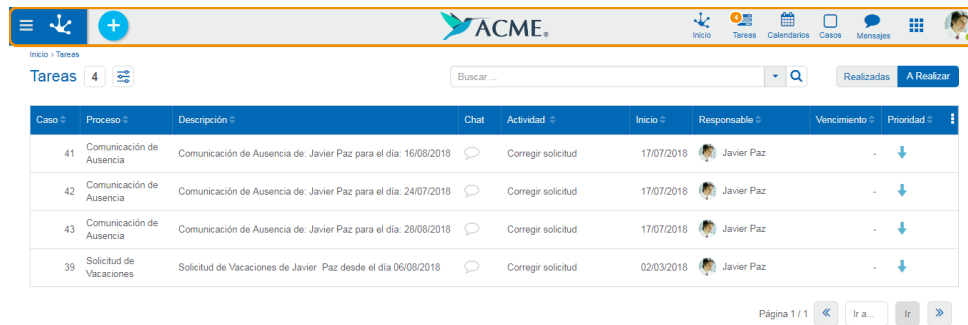 ACME®
4
Inicio Tareas Calendarios Casos Mensajes
Inicio › Tareas
Tareas 4 Buscar ... Realizadas A Realizar
Caso Proceso Descripción Chat Actividad Inicio Responsable Vencimiento Prioridad
41 Comunicación de Ausencia Comunicación de Ausencia de: Javier Paz para el día: 16/08/2018 Corregir solicitud 17/07/2018 Javier Paz -
42 Comunicación de Ausencia Comunicación de Ausencia de: Javier Paz para el día: 24/07/2018 Corregir solicitud 17/07/2018 Javier Paz -
43 Comunicación de Ausencia Comunicación de Ausencia de: Javier Paz para el día: 28/08/2018 Corregir solicitud 17/07/2018 Javier Paz -
39 Solicitud de Vacaciones Solicitud de Vacaciones de Javier Paz desde el día 06/08/2018 Corregir solicitud 02/03/2018 Javier Paz -
Página 1 / 1 « Ir a... Ir »